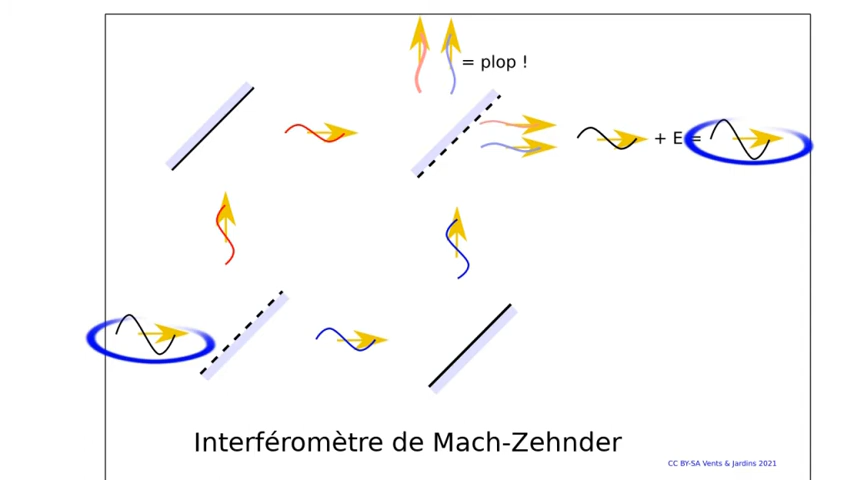 = plop !
+ E =
Interféromètre de Mach-Zehnder
CC BY-SA Vents & Jardins 2021